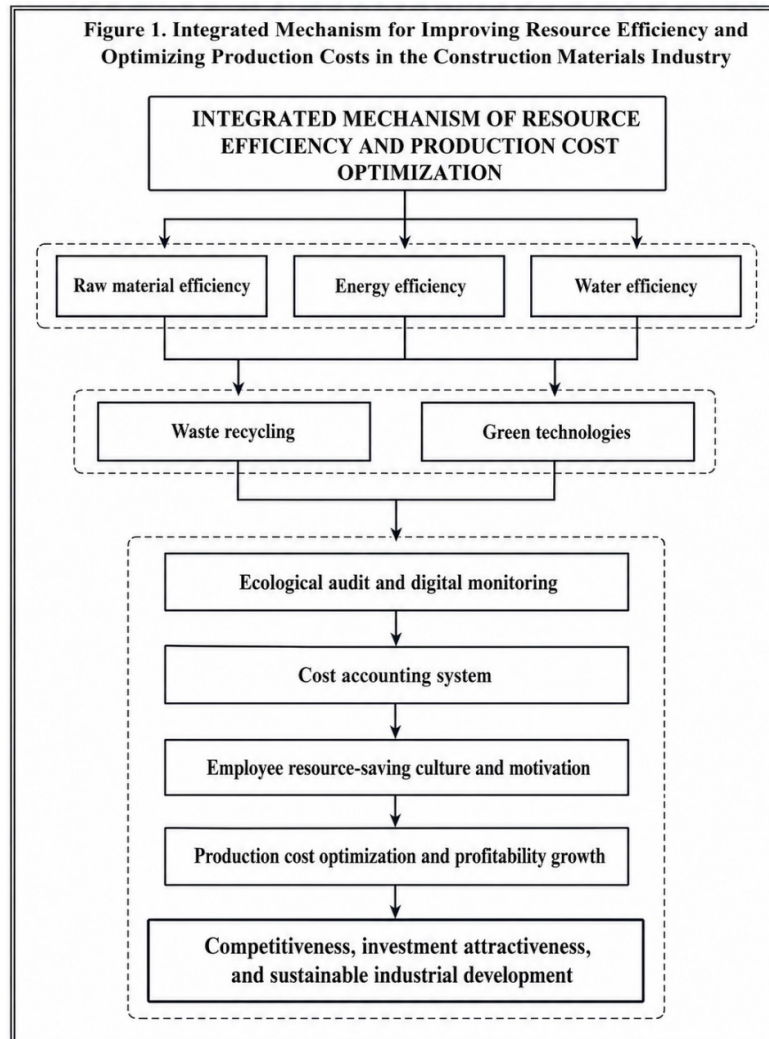 Figure 1. Integrated Mechanism for Improving Resource Efficiency and
Optimizing Production Costs in the Construction Materials Industry
INTEGRATED MECHANISM OF RESOURCE
EFFICIENCY AND PRODUCTION COST
OPTIMIZATION
Raw material efficiency
Energy efficiency
Water efficiency
Waste recycling
Green technologies
Ecological audit and digital monitoring
Cost accounting system
Employee resource-saving culture and motivation
Production cost optimization and profitability growth
Competitiveness, investment attractiveness,
and sustainable industrial development